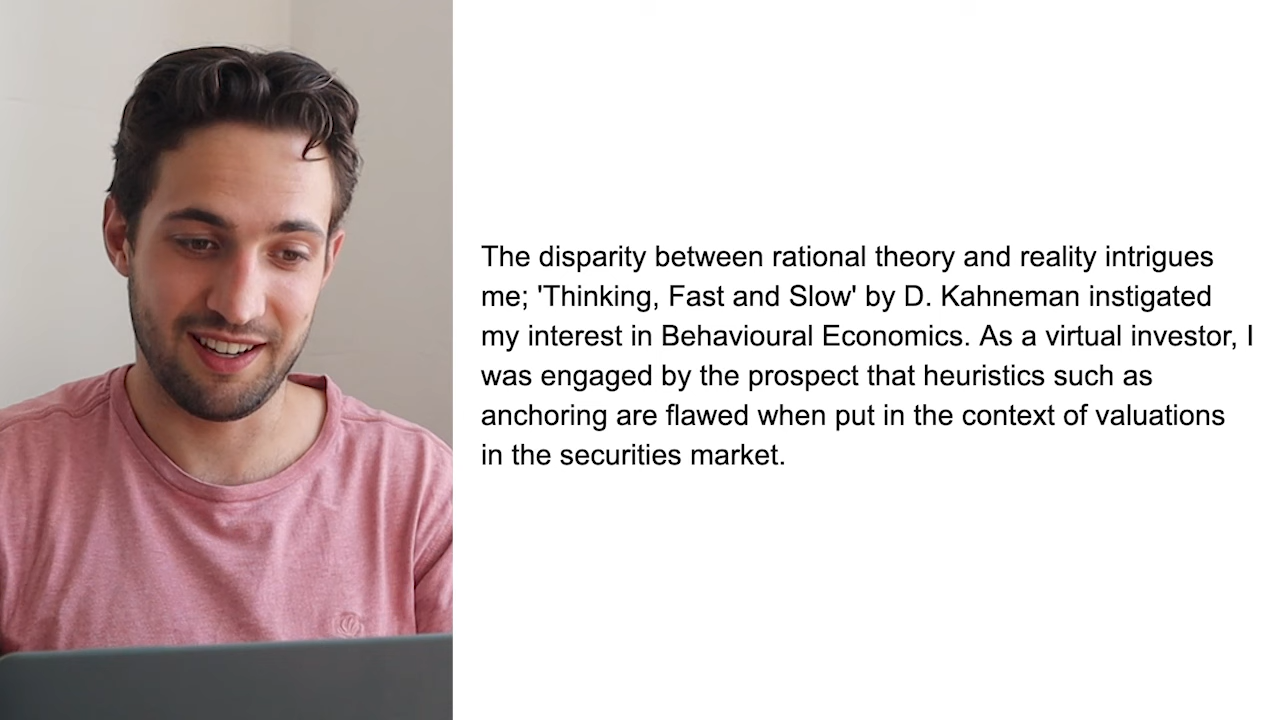 The disparity between rational theory and reality intrigues
me; 'Thinking, Fast and Slow' by D. Kahneman instigated
my interest in Behavioural Economics. As a virtual investor, I
was engaged by the prospect that heuristics such as
anchoring are flawed when put in the context of valuations
in the securities market.